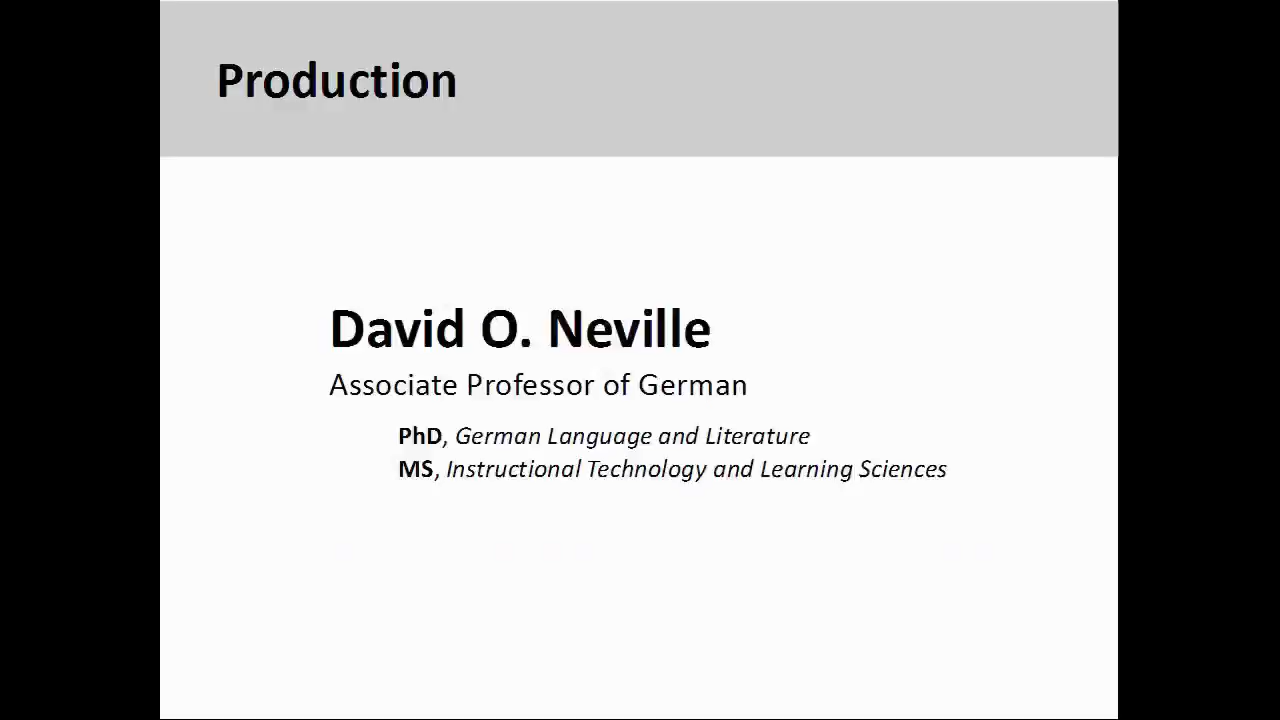 Production
David O. Neville
Associate Professor of German
PhD, German Language and Literature
MS, Instructional Technology and Learning Sciences